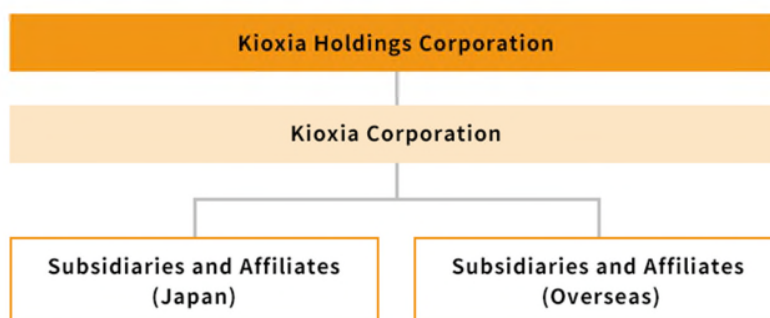 Kioxia Holdings Corporation
Kioxia Corporation
Subsidiaries and Affiliates
(Japan)
Subsidiaries and Affiliates
(Overseas)